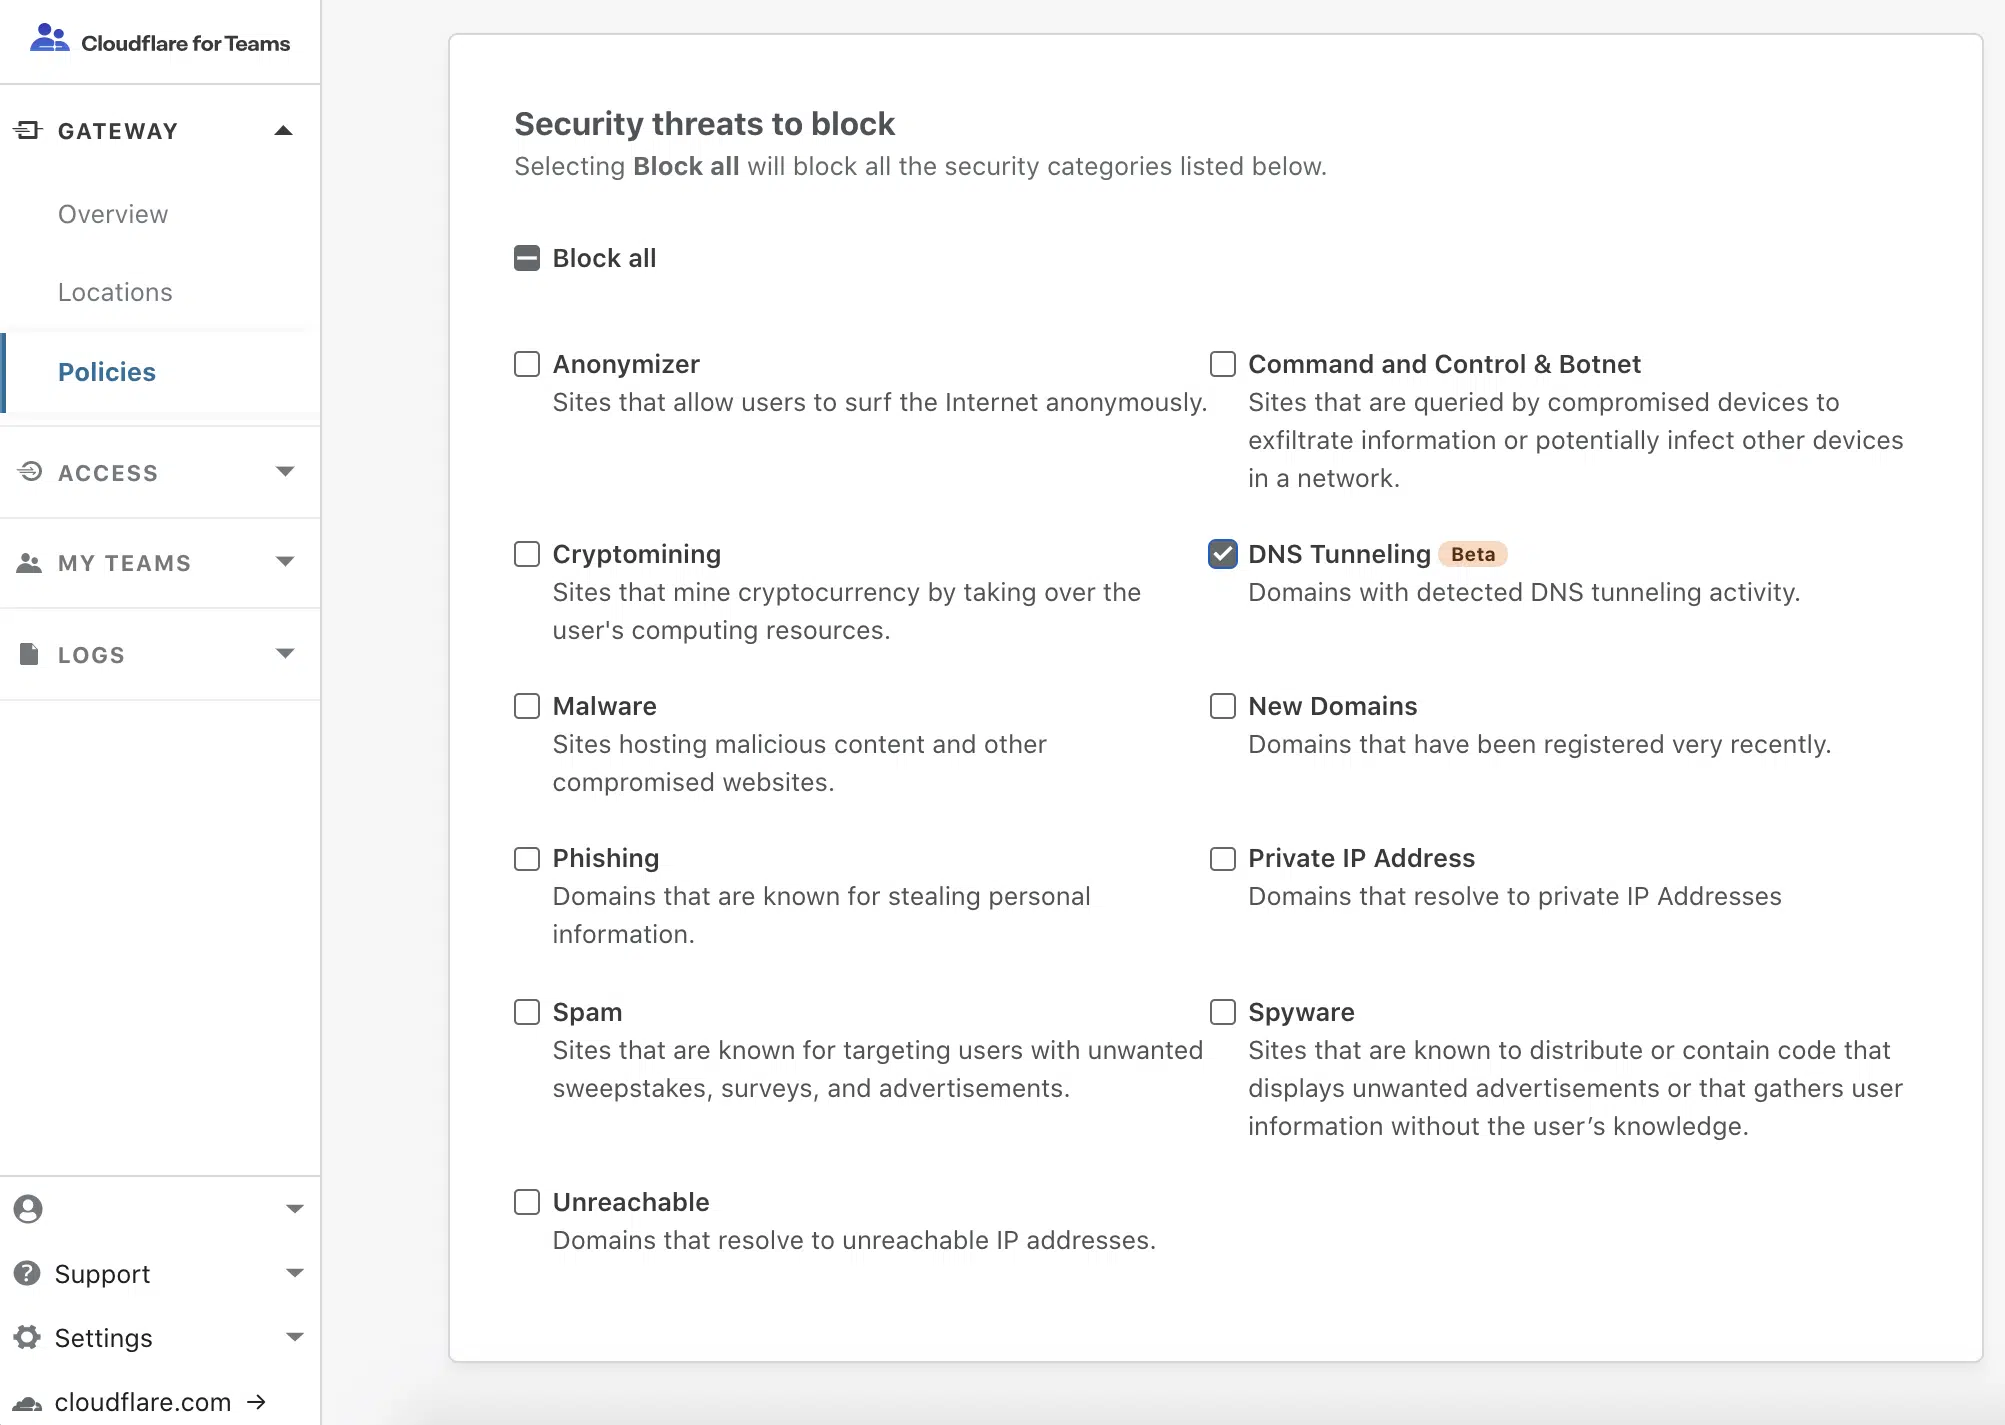 Cloudflare for Teams
GATEWAY
Overview
Locations
Policies
ACCESS
MY TEAMS
LOGS
Support
Settings
cloudflare.com →
Security threats to block
Selecting Block all will block all the security categories listed below.
Block all
Anonymizer
Sites that allow users to surf the Internet anonymously.
Command and Control & Botnet
Sites that are queried by compromised devices to
exfiltrate information or potentially infect other devices
in a network.
Cryptomining
Sites that mine cryptocurrency by taking over the
user's computing resources.
DNS Tunneling Beta
Domains with detected DNS tunneling activity.
Malware
Sites hosting malicious content and other
compromised websites.
New Domains
Domains that have been registered very recently.
Phishing
Domains that are known for stealing personal
information.
Private IP Address
Domains that resolve to private IP Addresses
Spam
Sites that are known for targeting users with unwanted
sweepstakes, surveys, and advertisements.
Spyware
Sites that are known to distribute or contain code that
displays unwanted advertisements or that gathers user
information without the user’s knowledge.
Unreachable
Domains that resolve to unreachable IP addresses.